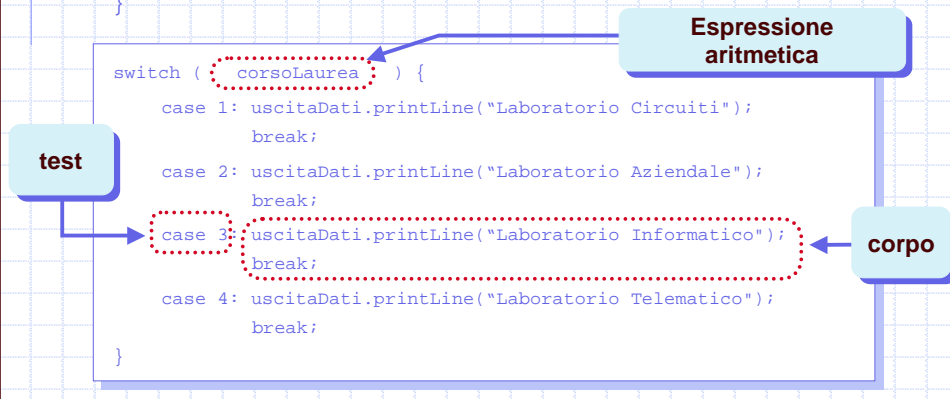 }
Espressione
aritmetica
switch ( corsoLaurea ) {
case 1: uscitaDati.printLine(“Laboratorio Circuiti");
break;
test
case 2: uscitaDati.printLine(“Laboratorio Aziendale");
break;
case 3: uscitaDati.printLine(“Laboratorio Informatico");
corpo
break;
case 4: uscitaDati.printLine(“Laboratorio Telematico");
break;
}